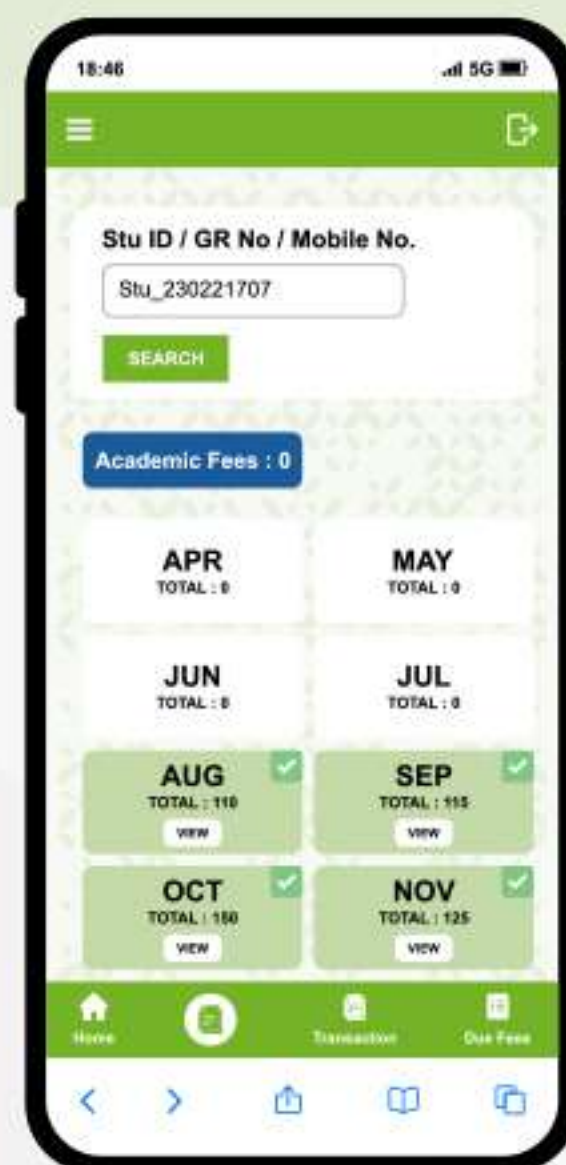 18:46 5G
Stu ID / GR No / Mobile No.
Stu_230221707
SEARCH
Academic Fees : 0
APR MAY
TOTAL : 0 TOTAL : 0
JUN JUL
TOTAL : 0 TOTAL : 0
AUG SEP
TOTAL : 110 TOTAL : 115
VIEW VIEW
OCT NOV
TOTAL : 150 TOTAL : 125
VIEW VIEW
Home Transaction Due Fees